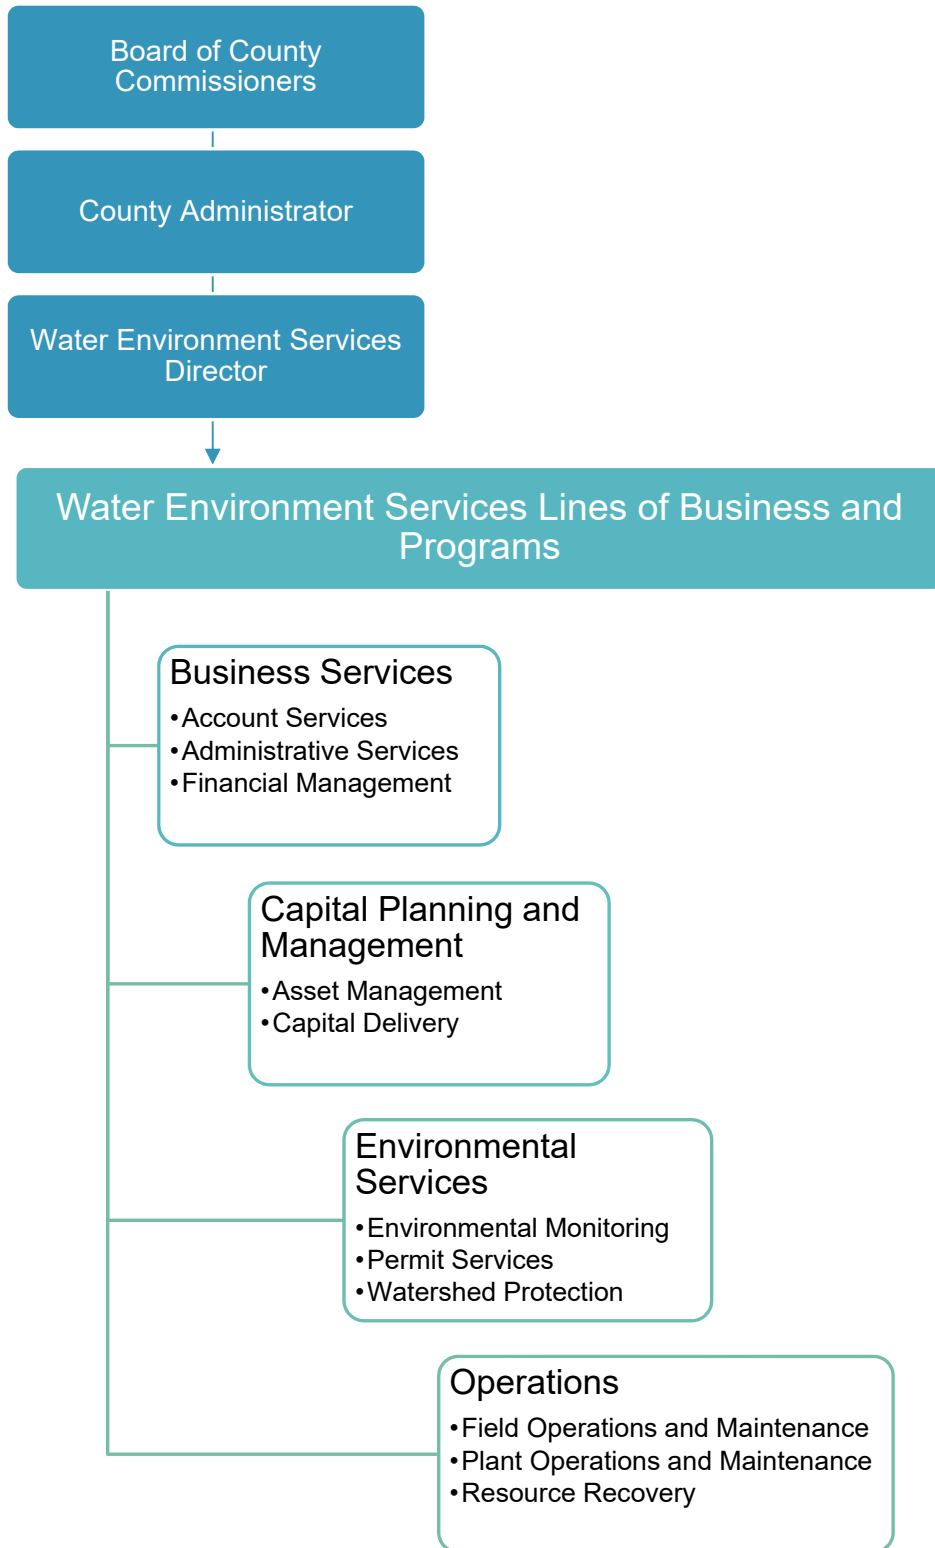 Board of County
Commissioners
County Administrator
Water Environment Services
Director
Water Environment Services Lines of Business and
Programs
Business Services
•Account Services
•Administrative Services
•Financial Management
Capital Planning and
Management
•Asset Management
•Capital Delivery
Environmental
Services
•Environmental Monitoring
•Permit Services
•Watershed Protection
Operations
•Field Operations and Maintenance
•Plant Operations and Maintenance
•Resource Recovery